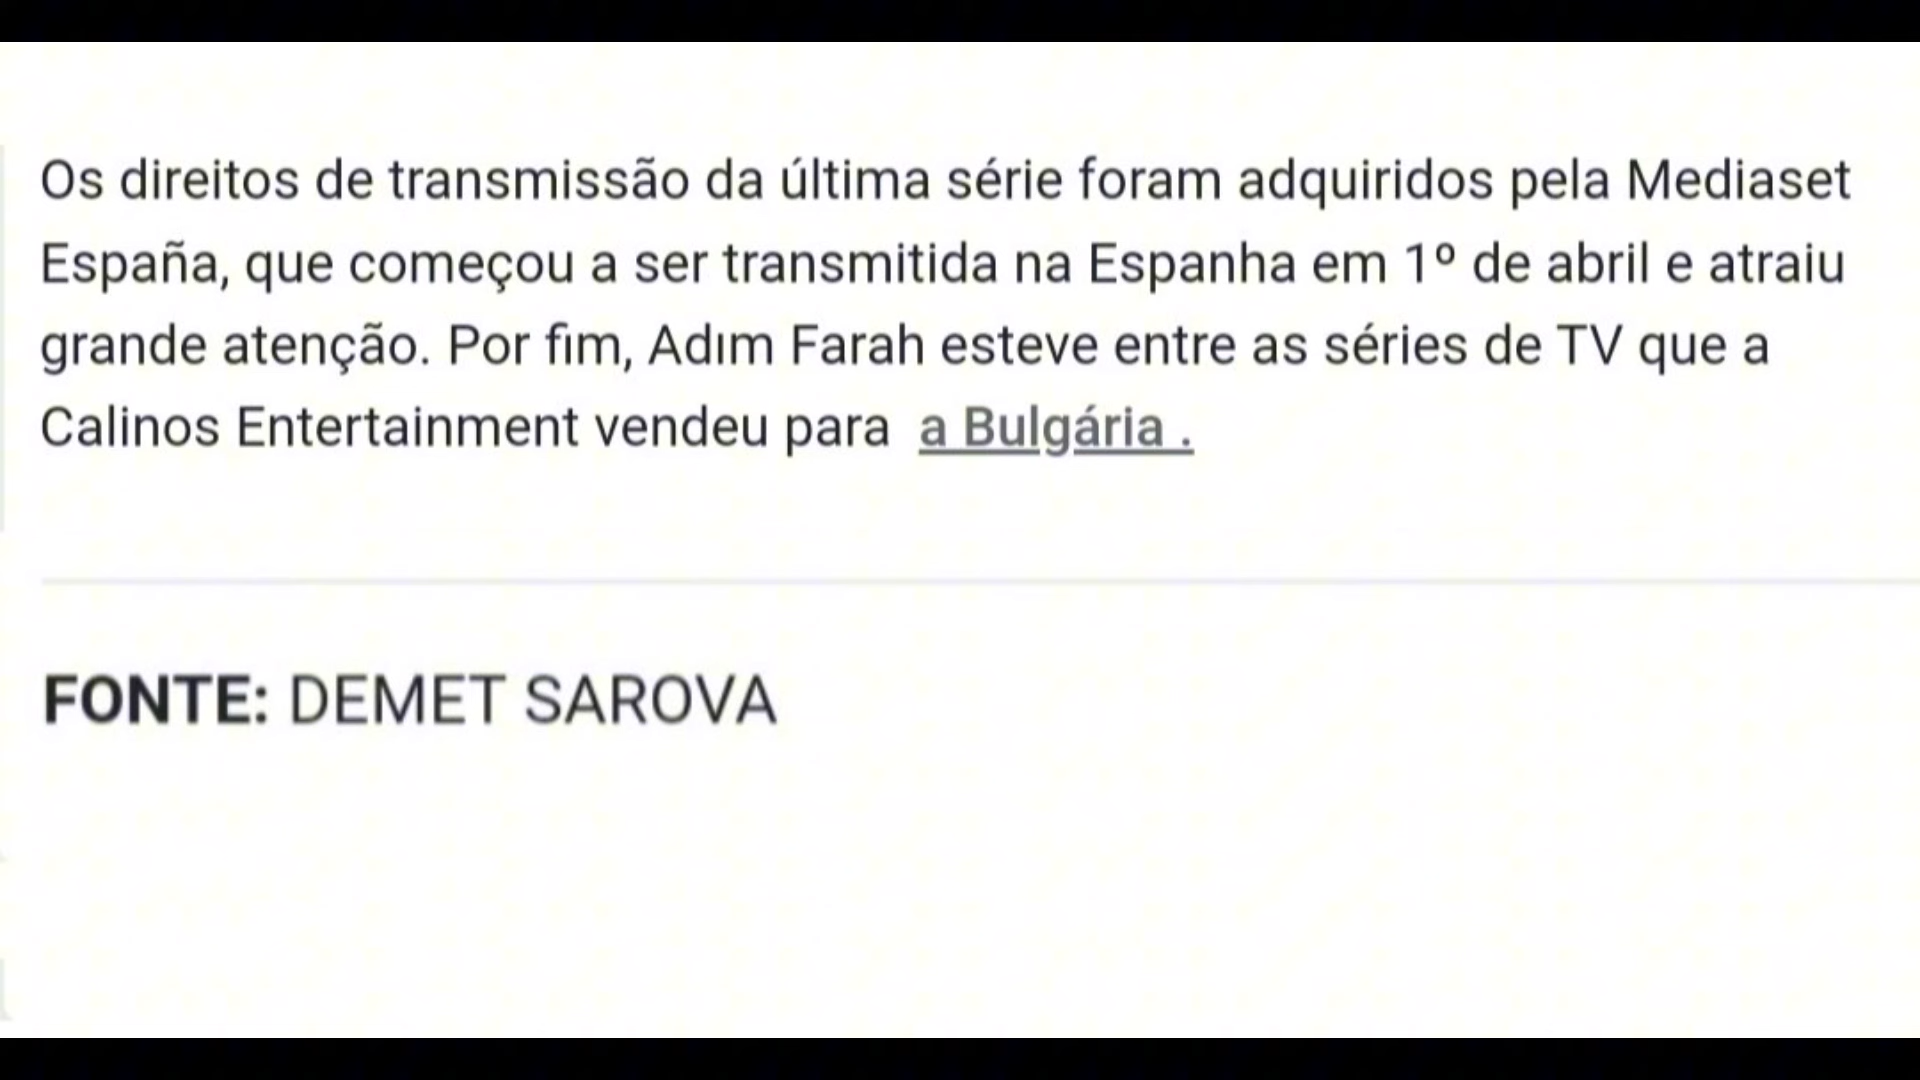 Os direitos de transmissão da última série foram adquiridos pela Mediaset
España, que começou a ser transmitida na Espanha em 1º de abril e atraiu
grande atenção. Por fim, Adım Farah esteve entre as séries de TV que a
Calinos Entertainment vendeu para a Bulgária .
FONTE: DEMET SAROVA